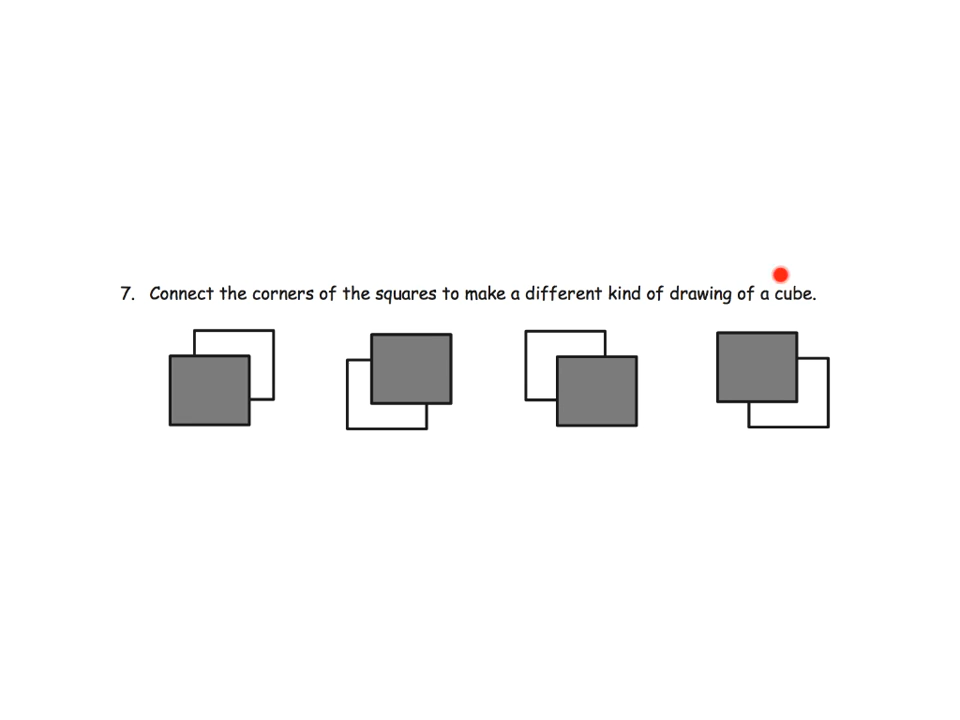 7. Connect the corners of the squares to make a different kind of drawing of a cube.